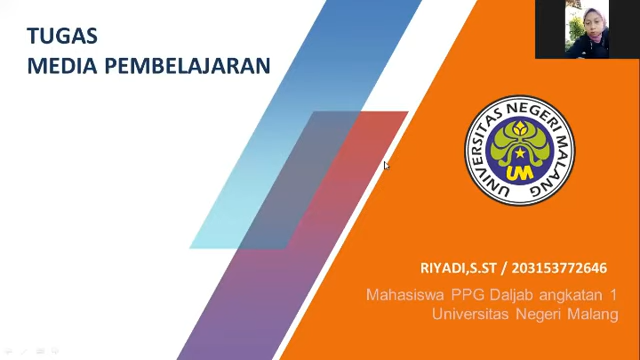 TUGAS
MEDIA PEMBELAJARAN
UNIVERSITAS NEGERI MALANG
UM
RIYADI,S.ST / 203153772646
Mahasiswa PPG Daljab angkatan 1
Universitas Negeri Malang